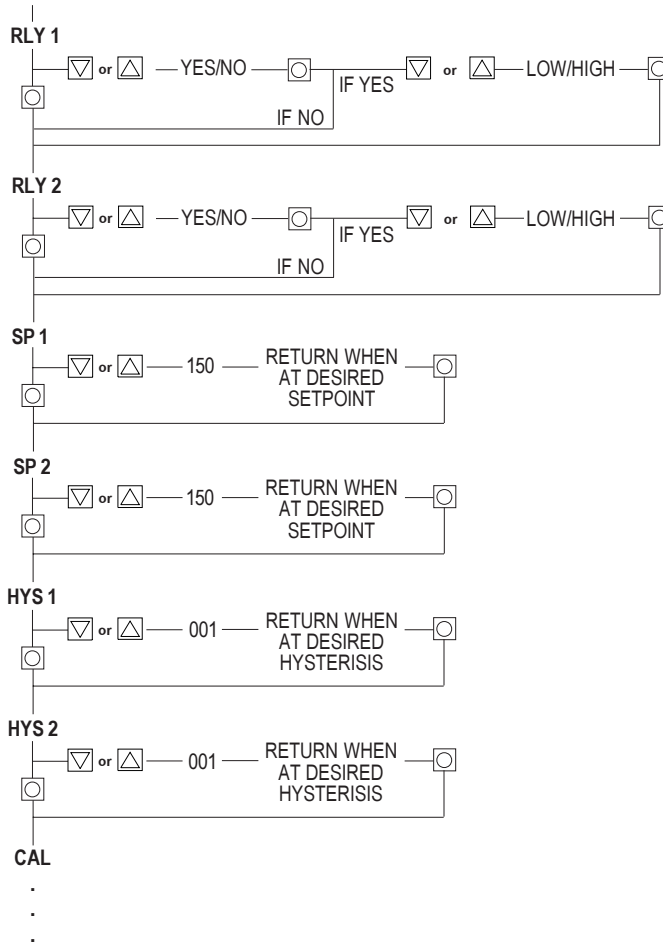 RLY 1
or YES/NO IF YES or LOW/HIGH
IF NO
RLY 2
or YES/NO IF YES or LOW/HIGH
IF NO
SP 1
or 150 RETURN WHEN
AT DESIRED
SETPOINT
SP 2
or 150 RETURN WHEN
AT DESIRED
SETPOINT
HYS 1
or 001 RETURN WHEN
AT DESIRED
HYSTERISIS
HYS 2
or 001 RETURN WHEN
AT DESIRED
HYSTERISIS
CAL
.
.
.